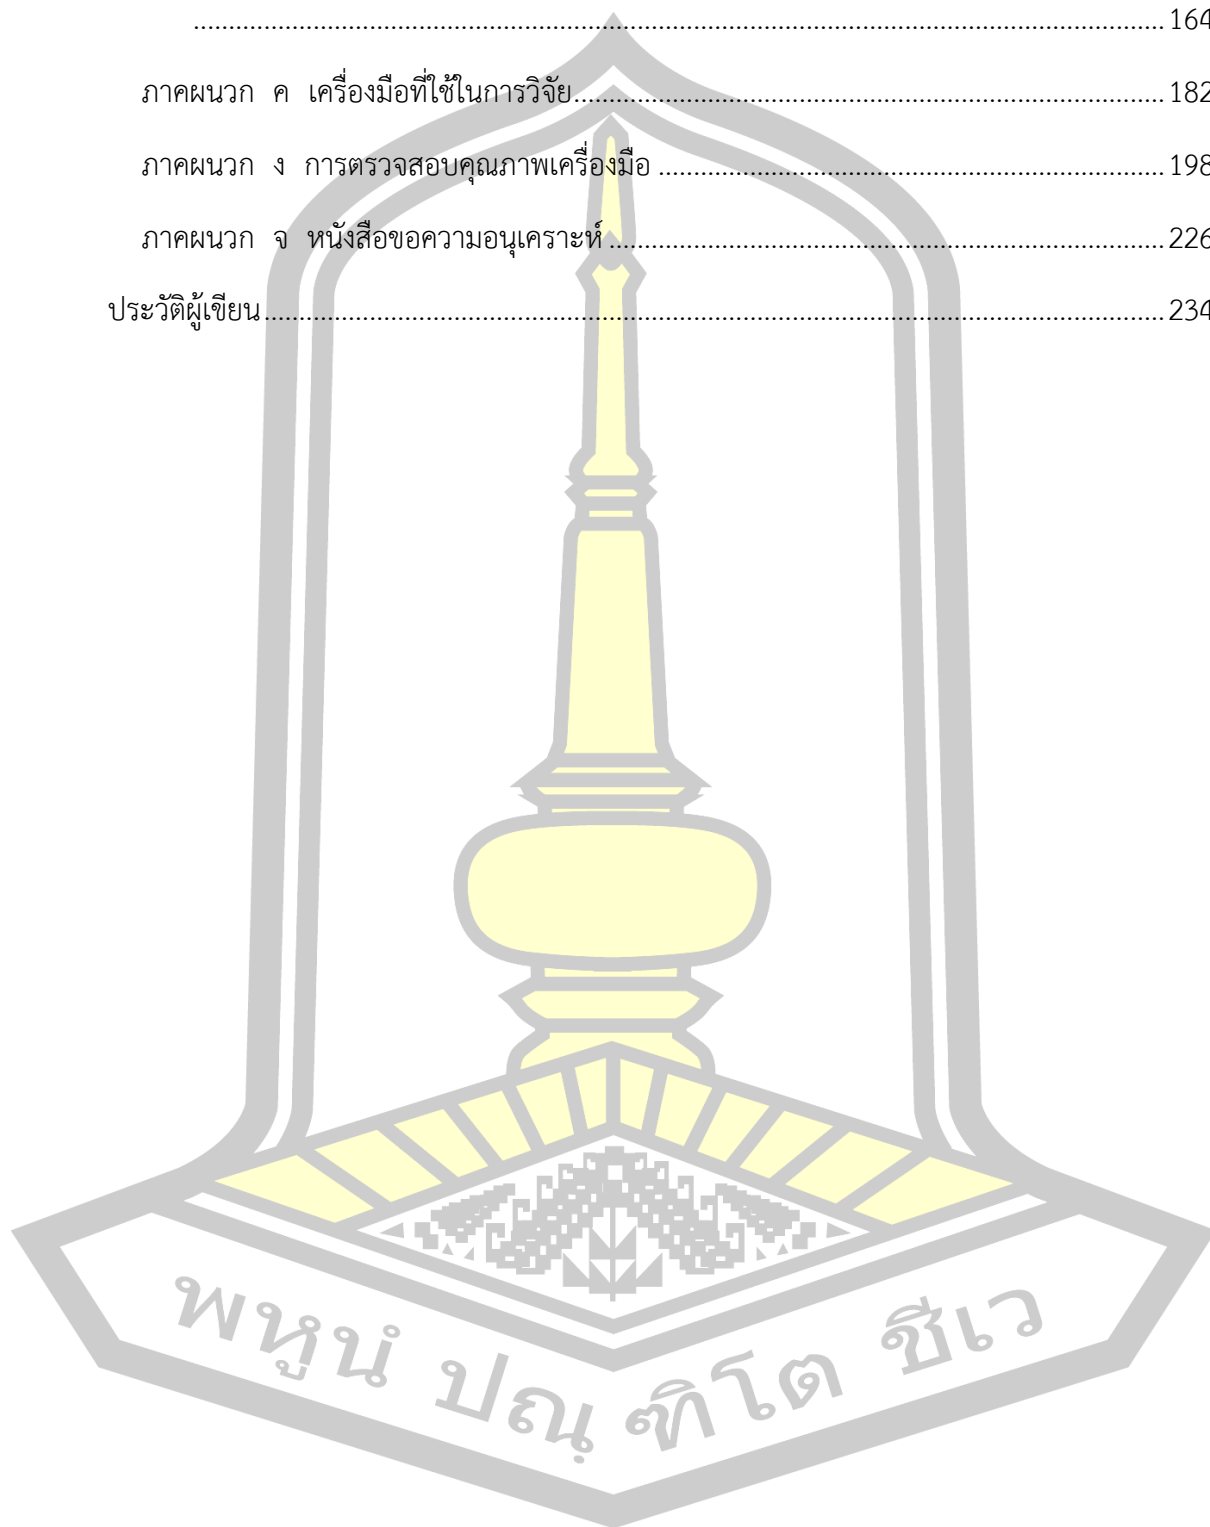 ........................................................................................................................ 164
ภาคผนวก ค เครื่องมือที่ใช้ในการวิจัย........................................................................ 182
ภาคผนวก ง การตรวจสอบคุณภาพเครื่องมือ .............................................................. 198
ภาคผนวก จ หนังสือขอความอนุเคราะห์ .................................................................... 226
ประวัติผู้เขียน................................................................................................................ 234
พหูนํ ปณฺฑิโต ชีเว